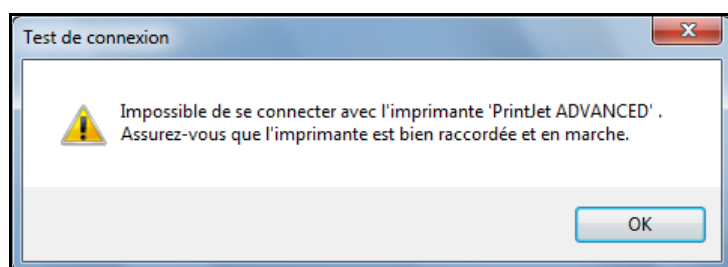 Test de connexion
Impossible de se connecter avec l'imprimante 'PrintJet ADVANCED' .
Assurez-vous que l'imprimante est bien raccordée et en marche.
OK